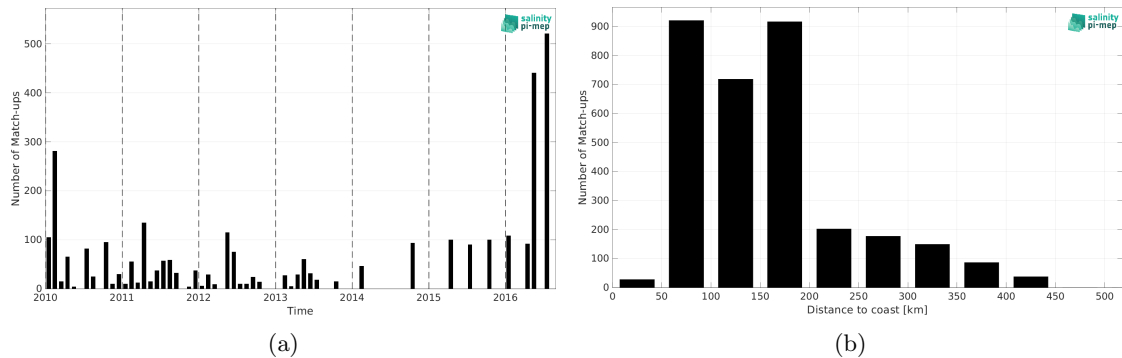 salinity
pi-mep
500
400
300
200
100
0
Number of Match-ups
2010 2011 2012 2013 2014 2015 2016
Time
(a)
salinity
pi-mep
900
800
700
600
500
400
300
200
100
0
Number of Match-ups
0 50 100 150 200 250 300 350 400 450 500
Distance to coast [km]
(b)